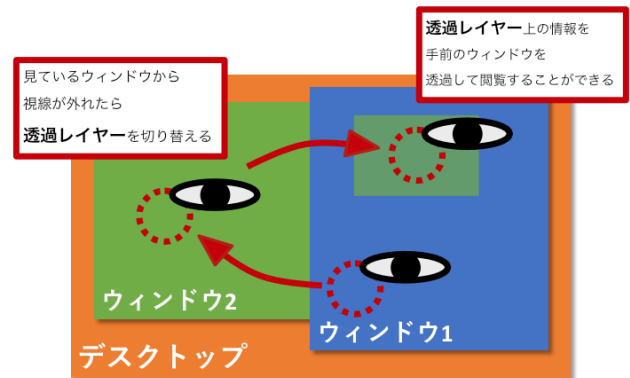 透過レイヤー上の情報を
手前のウィンドウを
透過して閲覧することができる
見ているウィンドウから
視線が外れたら
透過レイヤーを切り替える
ウィンドウ2
ウィンドウ1
デスクトップ